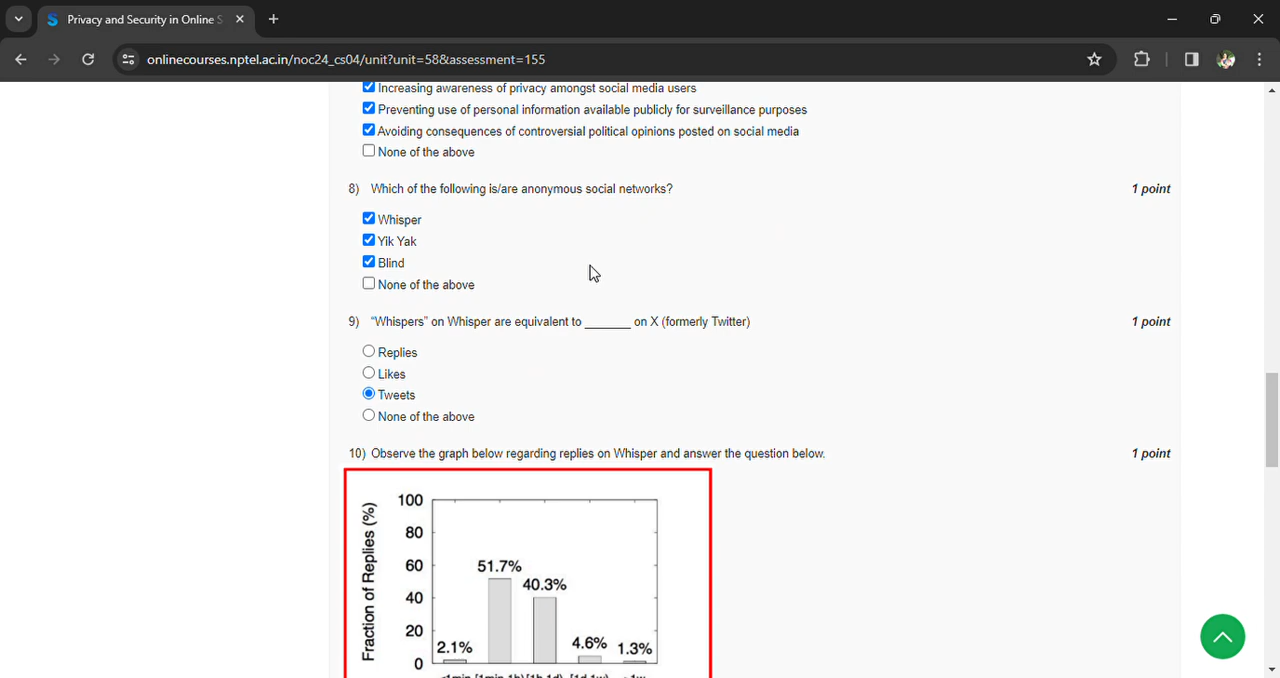 Privacy and Security in Online S
onlinecourses.nptel.ac.in/noc24_cs04/unit?unit=58&assessment=155
Increasing awareness of privacy amongst social media users
Preventing use of personal information available publicly for surveillance purposes
Avoiding consequences of controversial political opinions posted on social media
None of the above
8) Which of the following is/are anonymous social networks? 1 point
Whisper
Yik Yak
Blind
None of the above
9) “Whispers” on Whisper are equivalent to _______ on X (formerly Twitter) 1 point
Replies
Likes
Tweets
None of the above
10) Observe the graph below regarding replies on Whisper and answer the question below. 1 point
Fraction of Replies (%)
100
80
60
40
20
0
2.1%
51.7%
40.3%
4.6%
1.3%